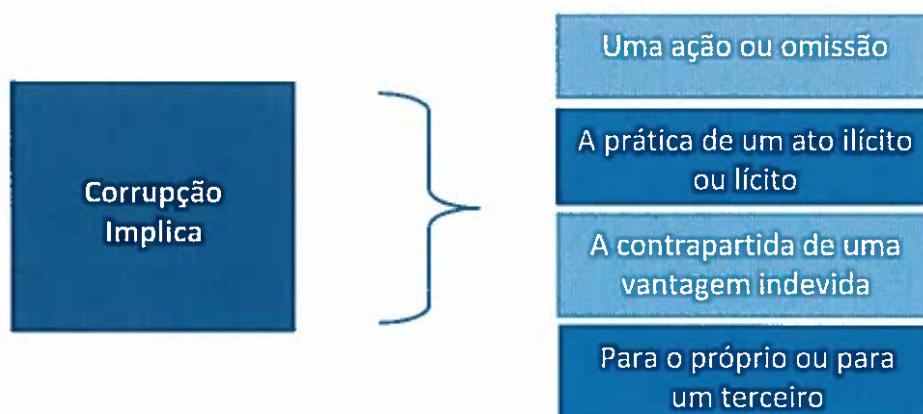 Corrupção
Implica
Uma ação ou omissão
A prática de um ato ilícito
ou lícito
A contrapartida de uma
vantagem indevida
Para o próprio ou para
um terceiro